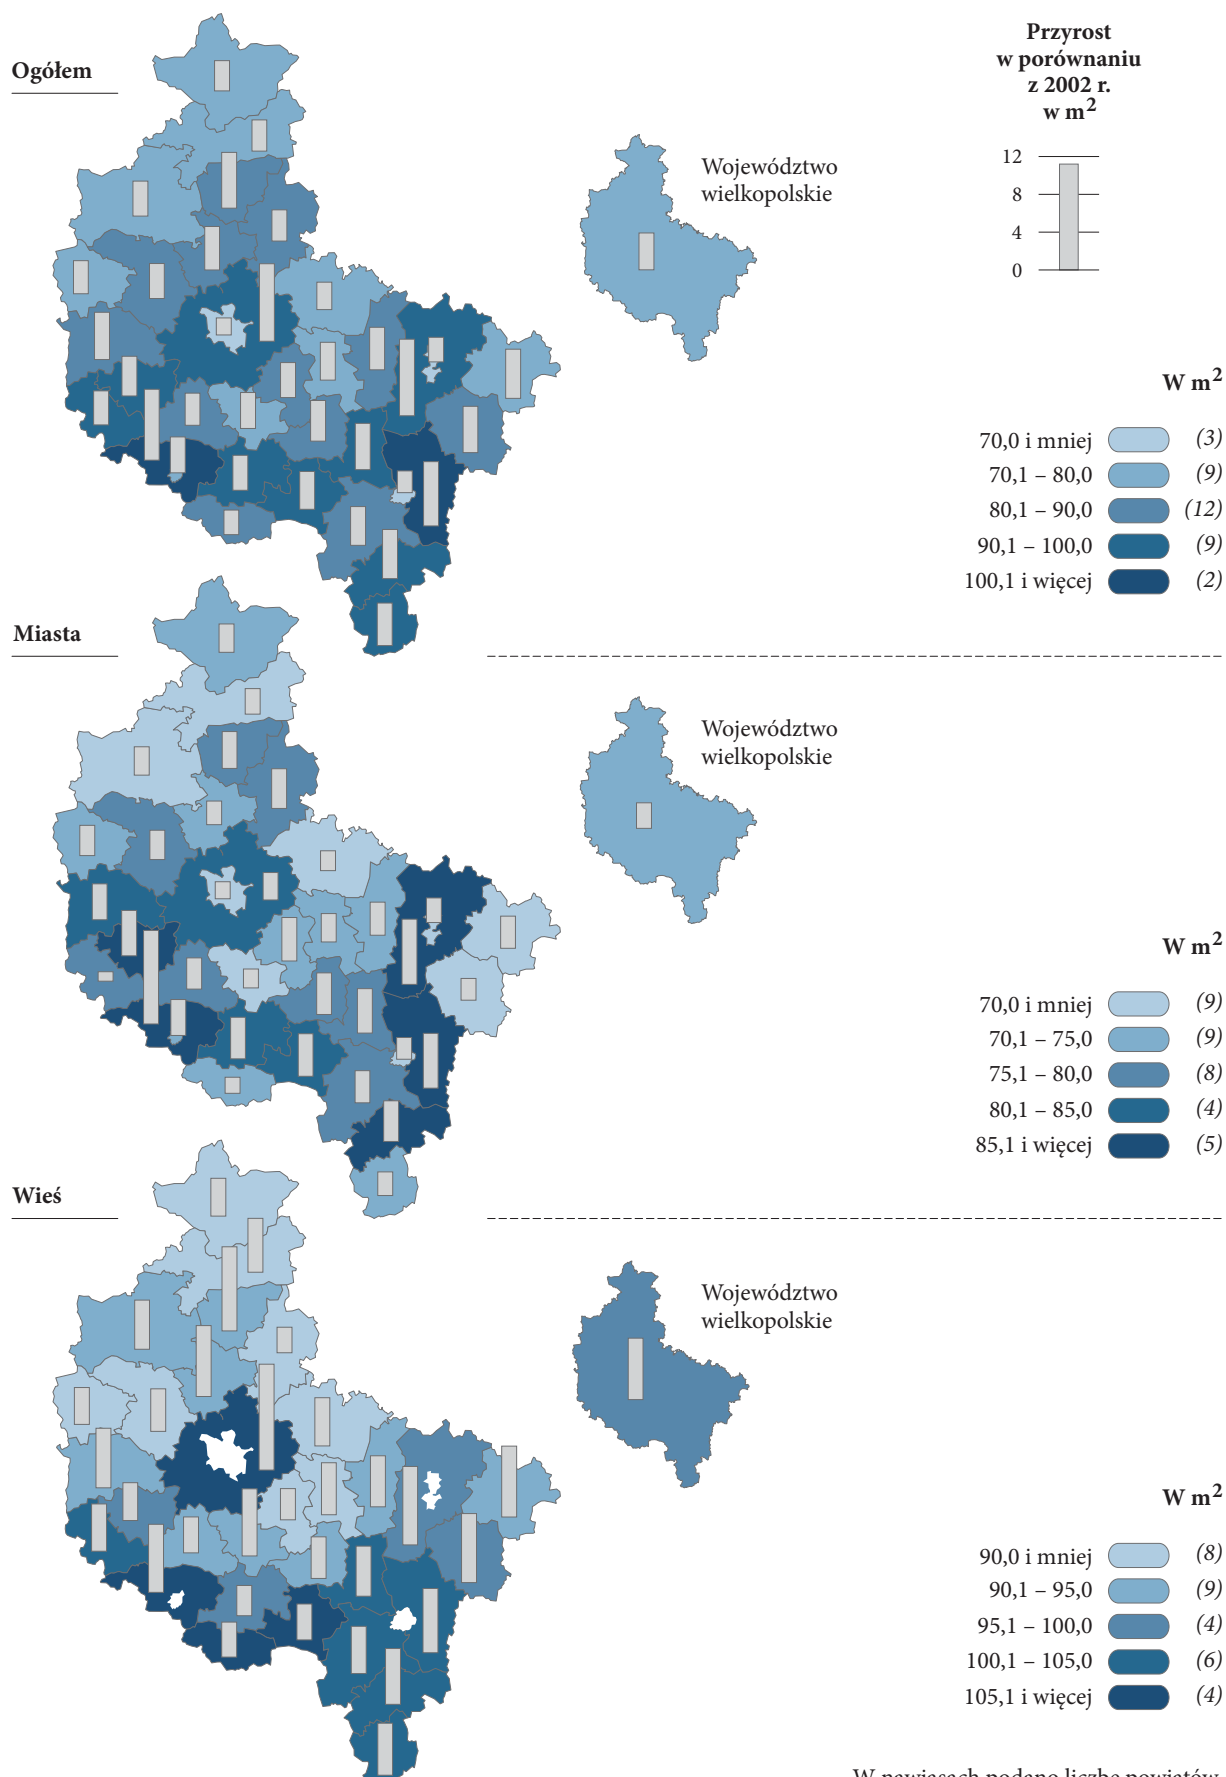 Ogółem
Przyrost
w porównaniu
z 2002 r.
w m²
12
8
4
0
Województwo
wielkopolskie
W m²
70,0 i mniej (3)
70,1 – 80,0 (9)
80,1 – 90,0 (12)
90,1 – 100,0 (9)
100,1 i więcej (2)
Miasta
Województwo
wielkopolskie
W m²
70,0 i mniej (9)
70,1 – 75,0 (9)
75,1 – 80,0 (8)
80,1 – 85,0 (4)
85,1 i więcej (5)
Wieś
Województwo
wielkopolskie
W m²
90,0 i mniej (8)
90,1 – 95,0 (9)
95,1 – 100,0 (4)
100,1 – 105,0 (6)
105,1 i więcej (4)
W nawiasach podano liczbę powiatów.